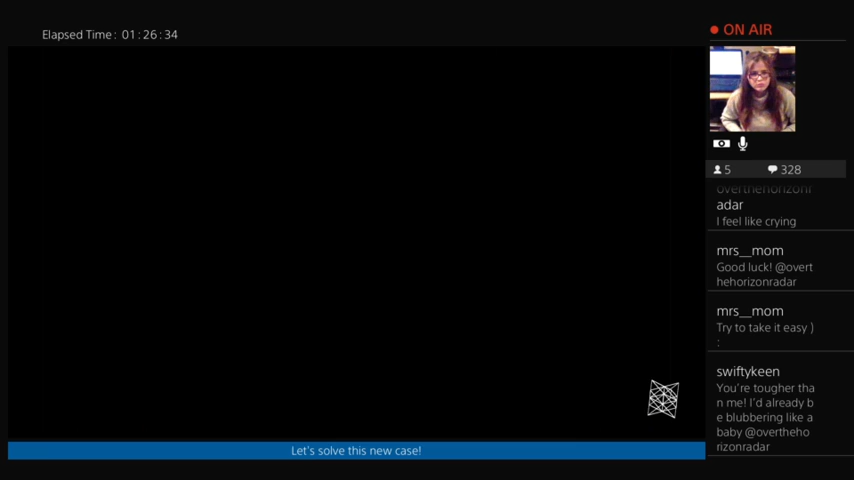 Elapsed Time: 01:26:34
ON AIR
5 328
overthehorizonr
adar
I feel like crying
mrs__mom
Good luck! @overt
hehorizonradar
mrs__mom
Try to take it easy )
:
swiftykeen
You're tougher tha
n me! I'd already b
e blubbering like a
baby @overtheho
rizonradar
Let's solve this new case!